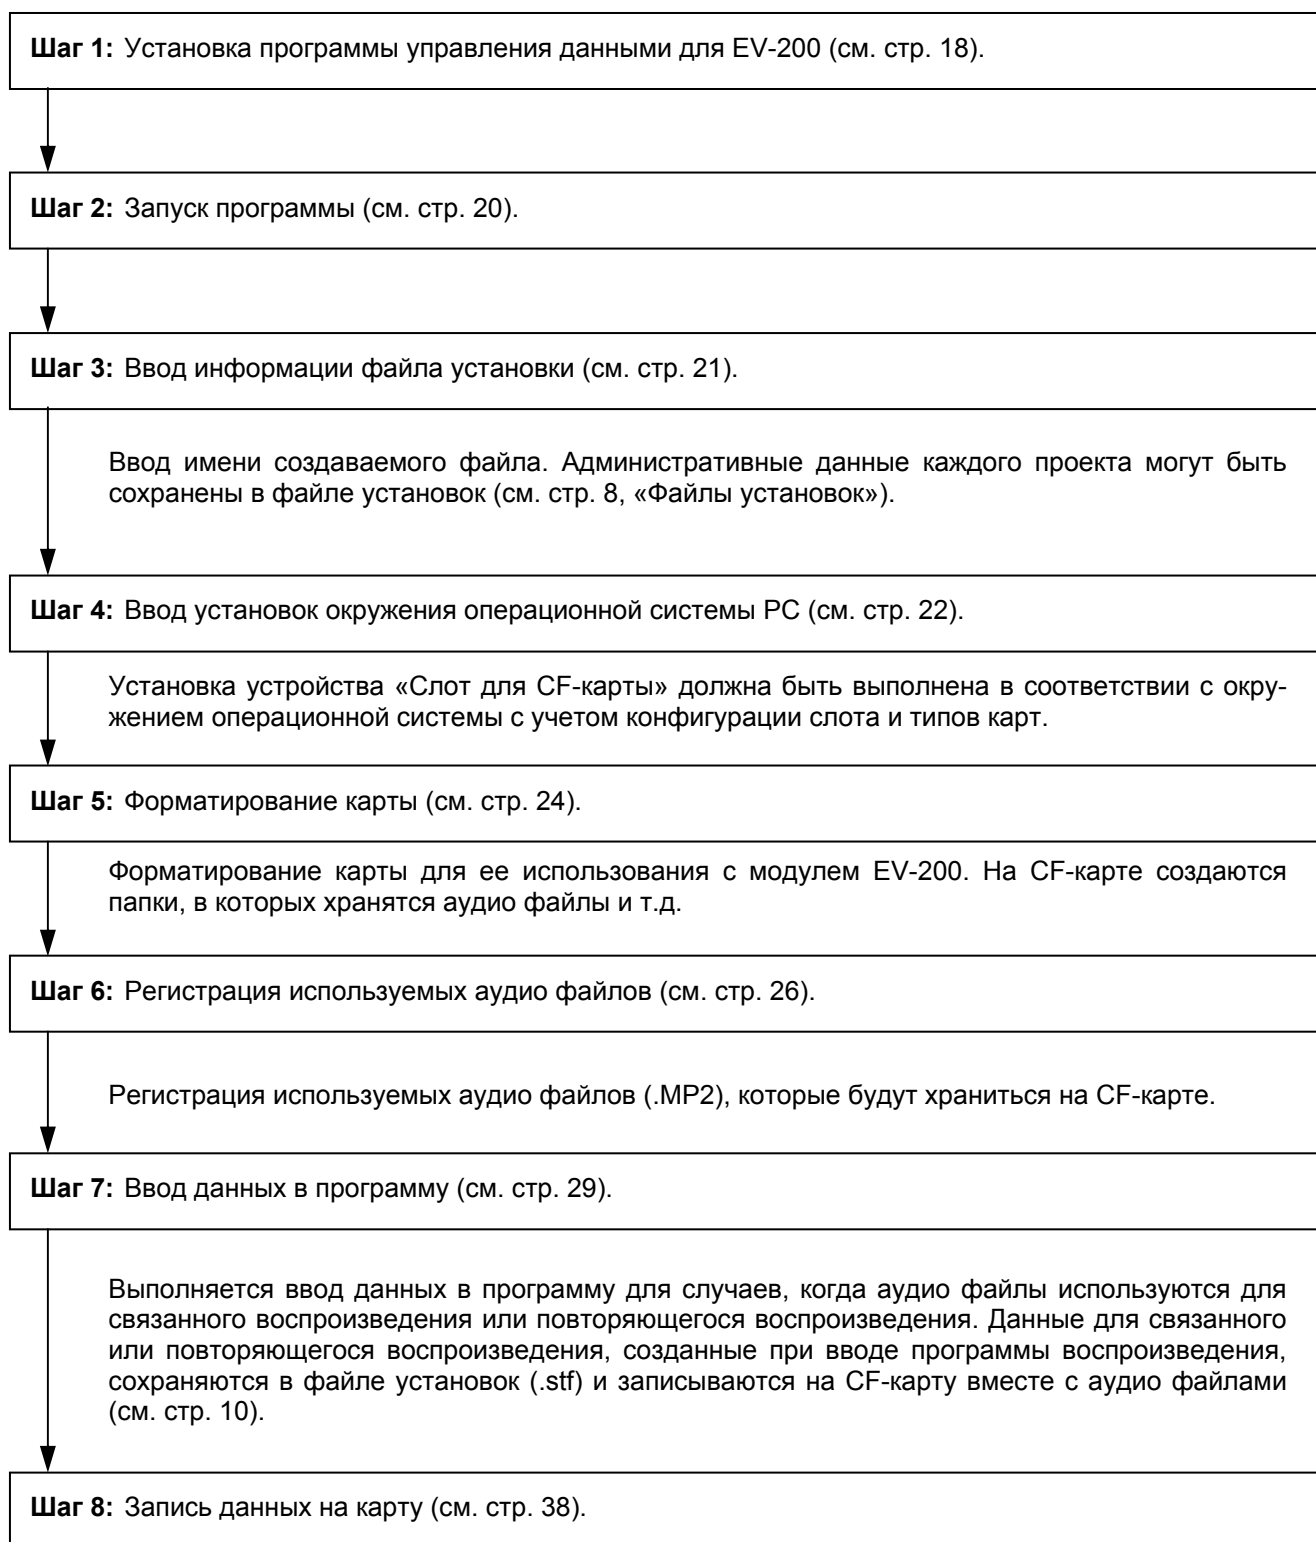 Шаг 1: Установка программы управления данными для EV-200 (см. стр. 18).
Шаг 2: Запуск программы (см. стр. 20).
Шаг 3: Ввод информации файла установки (см. стр. 21).
Ввод имени создаваемого файла. Административные данные каждого проекта могут быть
сохранены в файле установок (см. стр. 8, «Файлы установок»).
Шаг 4: Ввод установок окружения операционной системы PC (см. стр. 22).
Установка устройства «Слот для CF-карты» должна быть выполнена в соответствии с окру-
жением операционной системы с учетом конфигурации слота и типов карт.
Шаг 5: Форматирование карты (см. стр. 24).
Форматирование карты для ее использования с модулем EV-200. На CF-карте создаются
папки, в которых хранятся аудио файлы и т.д.
Шаг 6: Регистрация используемых аудио файлов (см. стр. 26).
Регистрация используемых аудио файлов (.MP2), которые будут храниться на CF-карте.
Шаг 7: Ввод данных в программу (см. стр. 29).
Выполняется ввод данных в программу для случаев, когда аудио файлы используются для
связанного воспроизведения или повторяющегося воспроизведения. Данные для связанного
или повторяющегося воспроизведения, созданные при вводе программы воспроизведения,
сохраняются в файле установок (.stf) и записываются на CF-карту вместе с аудио файлами
(см. стр. 10).
Шаг 8: Запись данных на карту (см. стр. 38).